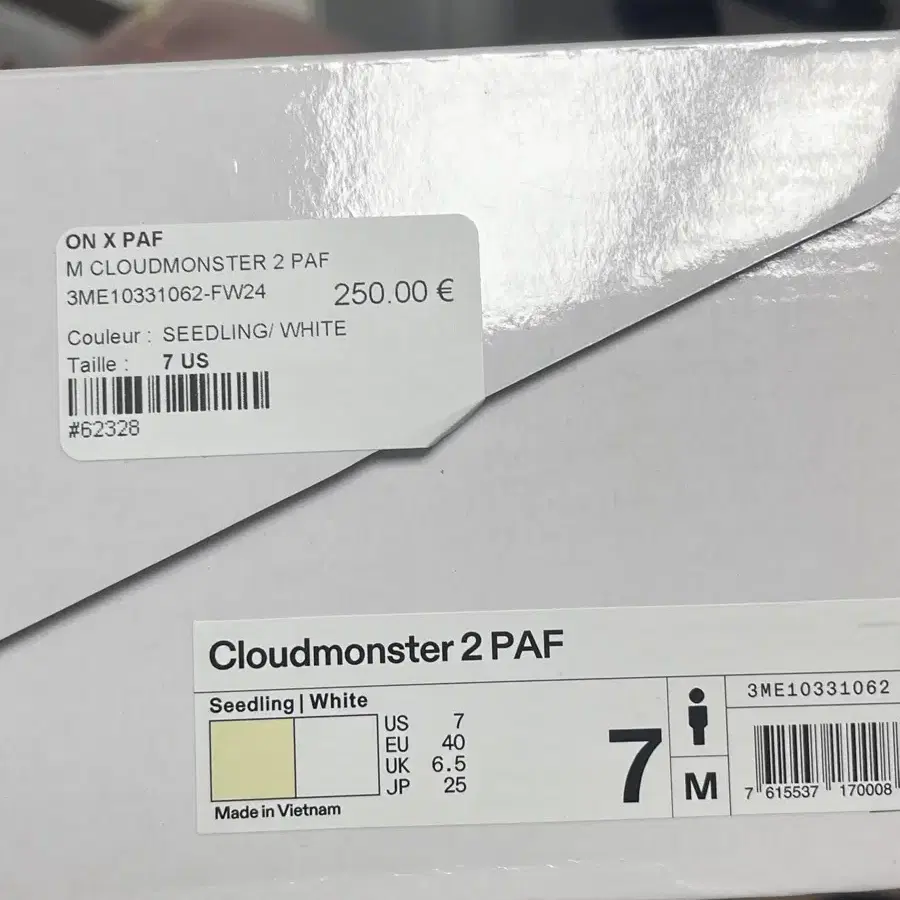 ON X PAF
M CLOUDMONSTER 2 PAF
3ME10331062-FW24 250.00 €
Couleur : SEEDLING/ WHITE
Taille : 7 US
#62328
Cloudmonster 2 PAF
Seedling | White
US 7
EU 40
UK 6.5
JP 25
Made in Vietnam
7
M
3ME10331062
7 615537 170008